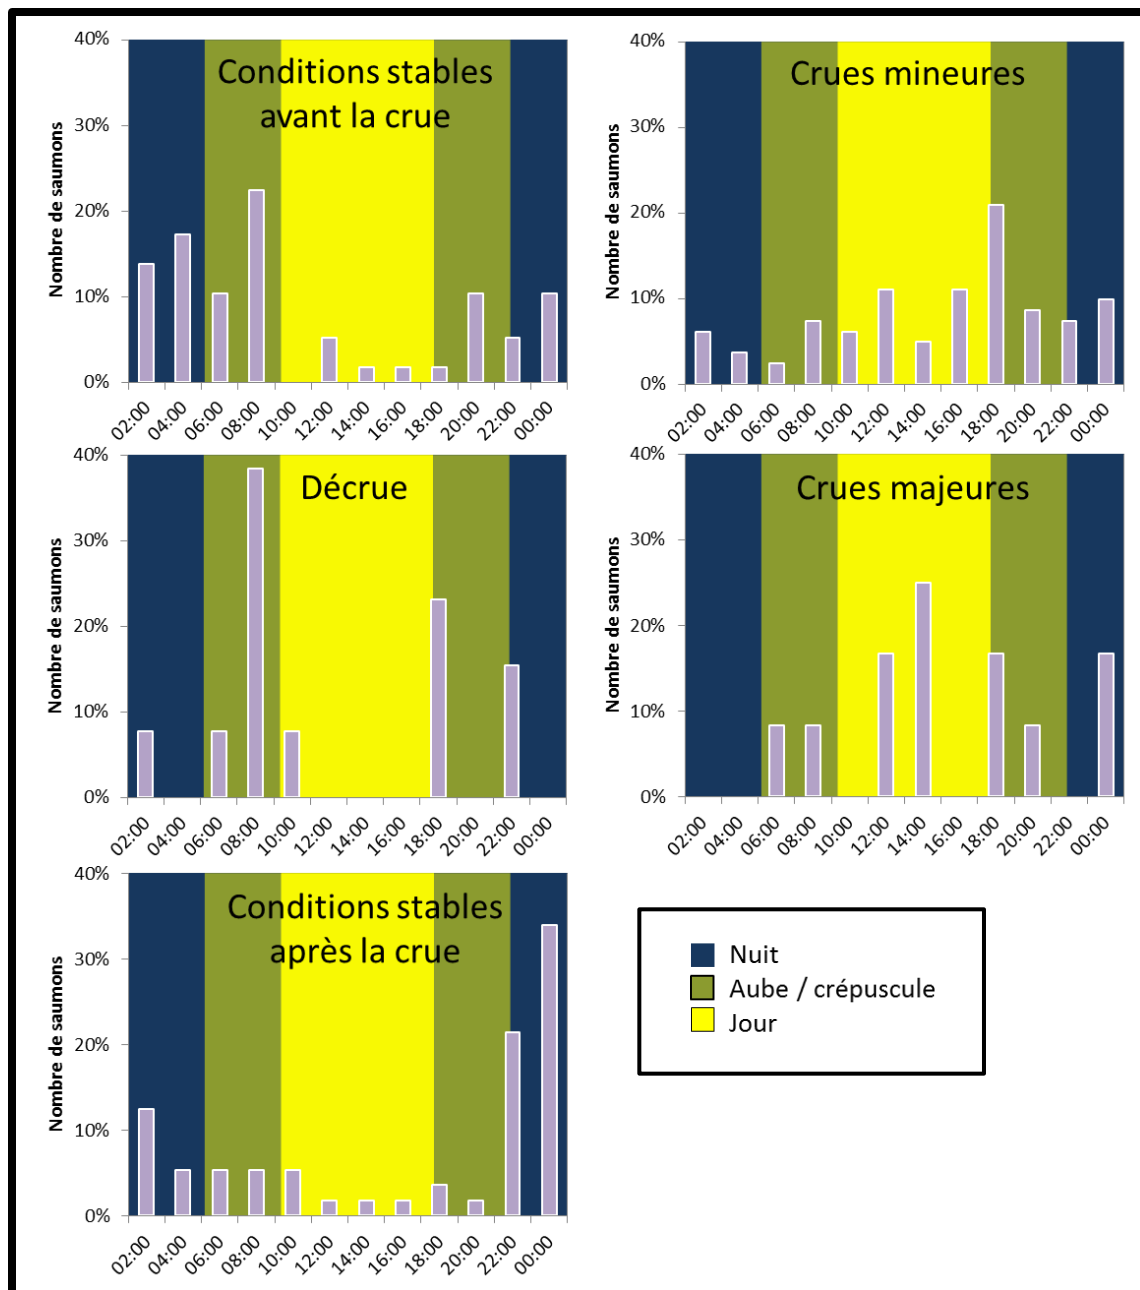 Conditions stables
avant la crue
Nombre de saumons
40%
30%
20%
10%
0%
02:00 04:00 06:00 08:00 10:00 12:00 14:00 16:00 18:00 20:00 22:00 00:00
Crues mineures
Nombre de saumons
40%
30%
20%
10%
0%
02:00 04:00 06:00 08:00 10:00 12:00 14:00 16:00 18:00 20:00 22:00 00:00
Décrue
Nombre de saumons
40%
30%
20%
10%
0%
02:00 04:00 06:00 08:00 10:00 12:00 14:00 16:00 18:00 20:00 22:00 00:00
Crues majeures
Nombre de saumons
40%
30%
20%
10%
0%
02:00 04:00 06:00 08:00 10:00 12:00 14:00 16:00 18:00 20:00 22:00 00:00
Conditions stables
après la crue
Nombre de saumons
40%
30%
20%
10%
0%
02:00 04:00 06:00 08:00 10:00 12:00 14:00 16:00 18:00 20:00 22:00 00:00
Nuit
Aube / crépuscule
Jour